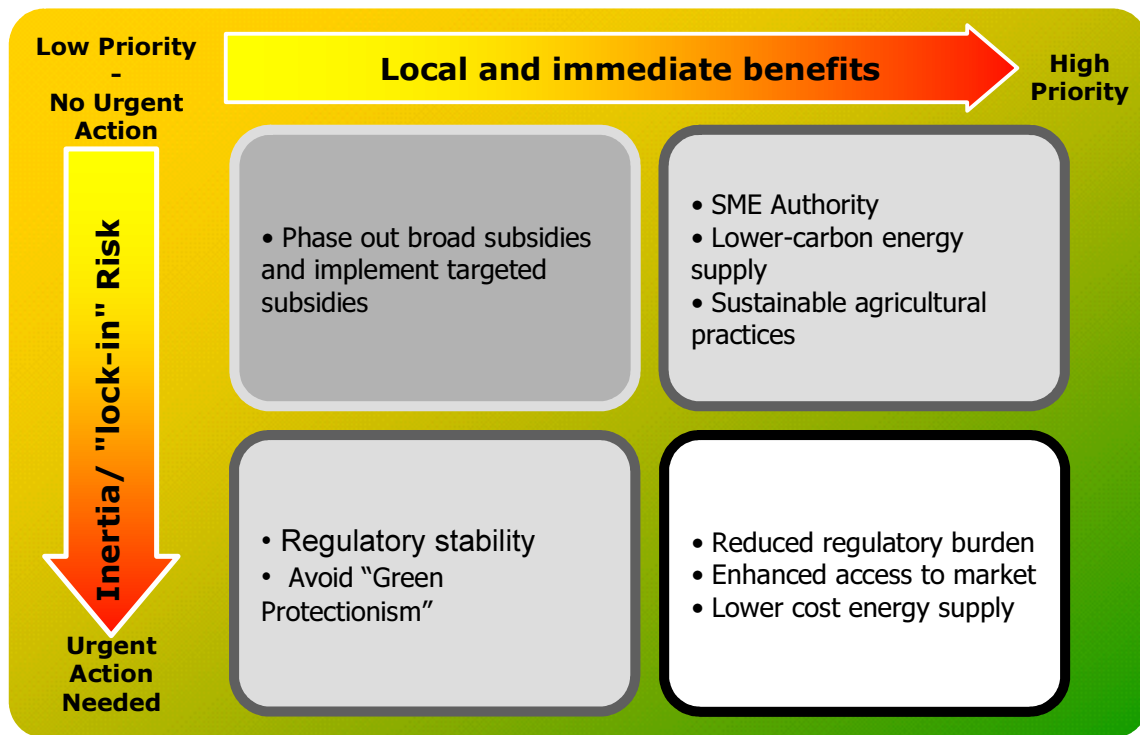 Low Priority
-
No Urgent
Action
Local and immediate benefits
High
Priority
Inertia/ "lock-in" Risk
• Phase out broad subsidies
and implement targeted
subsidies
• SME Authority
• Lower-carbon energy
supply
• Sustainable agricultural
practices
• Regulatory stability
• Avoid “Green
Protectionism”
• Reduced regulatory burden
• Enhanced access to market
• Lower cost energy supply
Urgent
Action
Needed